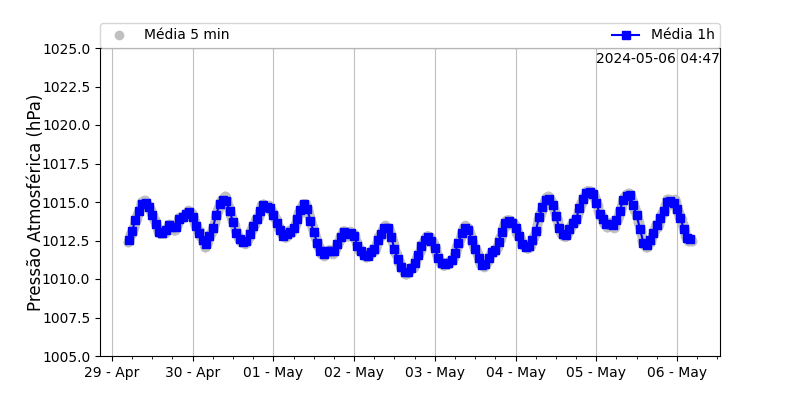 Média 5 min
Média 1h
2024-05-06 04:47
Pressão Atmosférica (hPa)
1025.0
1022.5
1020.0
1017.5
1015.0
1012.5
1010.0
1007.5
1005.0
29 - Apr
30 - Apr
01 - May
02 - May
03 - May
04 - May
05 - May
06 - May